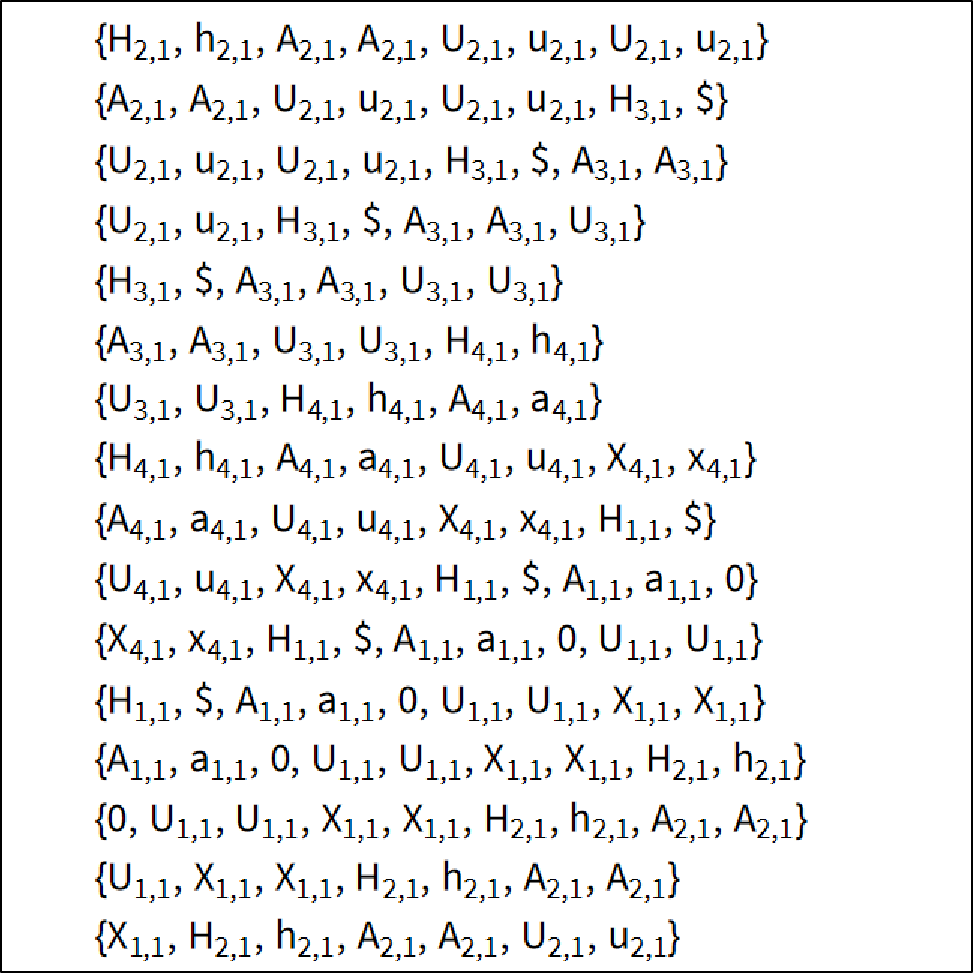 {H₂,₁, h₂,₁, A₂,₁, A₂,₁, U₂,₁, u₂,₁, U₂,₁, u₂,₁}
{A₂,₁, A₂,₁, U₂,₁, u₂,₁, U₂,₁, u₂,₁, H₃,₁, $}
{U₂,₁, u₂,₁, U₂,₁, u₂,₁, H₃,₁, $, A₃,₁, A₃,₁}
{U₂,₁, u₂,₁, H₃,₁, $, A₃,₁, A₃,₁, U₃,₁}
{H₃,₁, $, A₃,₁, A₃,₁, U₃,₁, U₃,₁}
{A₃,₁, A₃,₁, U₃,₁, U₃,₁, H₄,₁, h₄,₁}
{U₃,₁, U₃,₁, H₄,₁, h₄,₁, A₄,₁, a₄,₁}
{H₄,₁, h₄,₁, A₄,₁, a₄,₁, U₄,₁, u₄,₁, X₄,₁, x₄,₁}
{A₄,₁, a₄,₁, U₄,₁, u₄,₁, X₄,₁, x₄,₁, H₁,₁, $}
{U₄,₁, u₄,₁, X₄,₁, x₄,₁, H₁,₁, $, A₁,₁, a₁,₁, 0}
{X₄,₁, x₄,₁, H₁,₁, $, A₁,₁, a₁,₁, 0, U₁,₁, U₁,₁}
{H₁,₁, $, A₁,₁, a₁,₁, 0, U₁,₁, U₁,₁, X₁,₁, X₁,₁}
{A₁,₁, a₁,₁, 0, U₁,₁, U₁,₁, X₁,₁, X₁,₁, H₂,₁, h₂,₁}
{0, U₁,₁, U₁,₁, X₁,₁, X₁,₁, H₂,₁, h₂,₁, A₂,₁, A₂,₁}
{U₁,₁, X₁,₁, X₁,₁, H₂,₁, h₂,₁, A₂,₁, A₂,₁}
{X₁,₁, H₂,₁, h₂,₁, A₂,₁, A₂,₁, U₂,₁, u₂,₁}